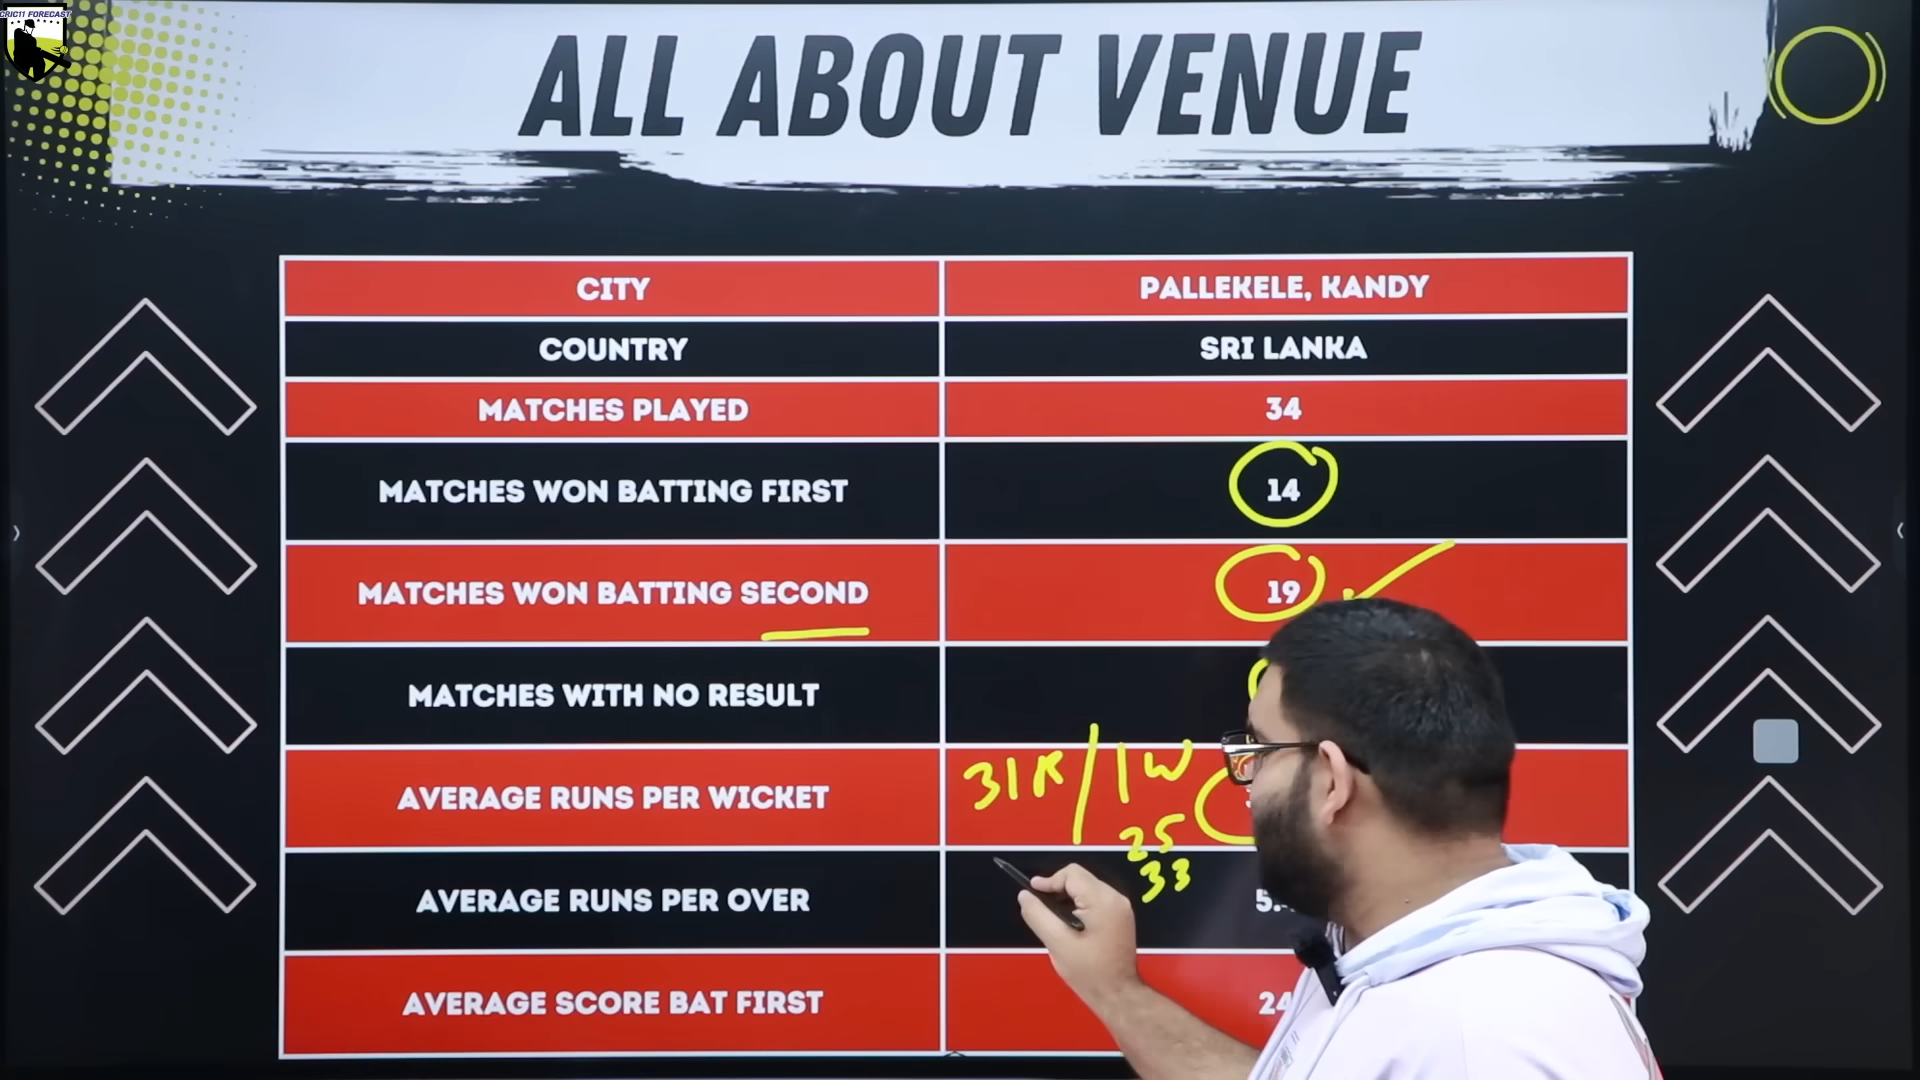 CRIC11 FORECAST
ALL ABOUT VENUE
CITY PALLEKELE, KANDY
COUNTRY SRI LANKA
MATCHES PLAYED 34
MATCHES WON BATTING FIRST 14
MATCHES WON BATTING SECOND 19
MATCHES WITH NO RESULT
AVERAGE RUNS PER WICKET 31R/1W
25
33
AVERAGE RUNS PER OVER
AVERAGE SCORE BAT FIRST